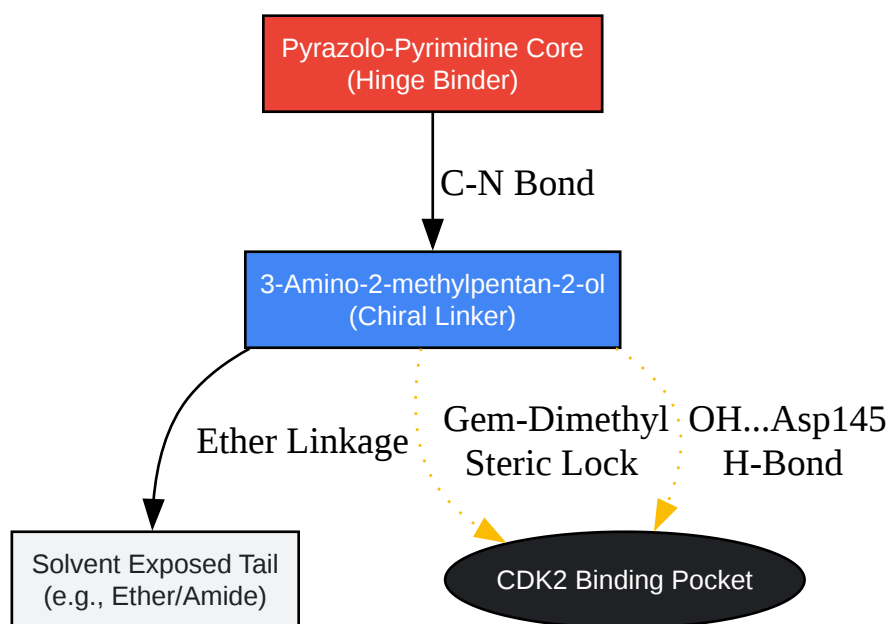 Pyrazolo-Pyrimidine Core
(Hinge Binder)
C-N Bond
3-Amino-2-methylpentan-2-ol
(Chiral Linker)
Ether Linkage
Gem-Dimethyl
Steric Lock
OH...Asp145
H-Bond
Solvent Exposed Tail
(e.g., Ether/Amide)
CDK2 Binding Pocket